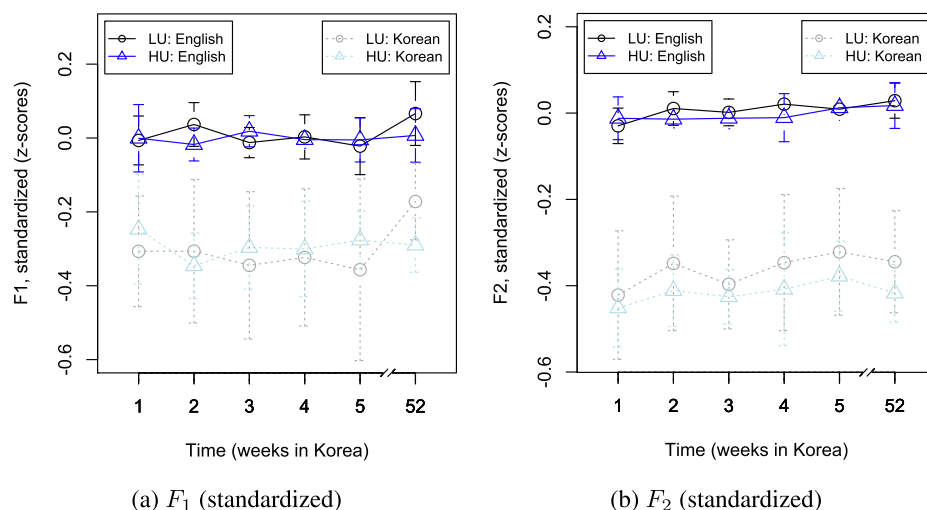 LU: English
HU: English
LU: Korean
HU: Korean
F1, standardized (z-scores)
0.2
0.0
-0.2
-0.4
-0.6
1 2 3 4 5 52
Time (weeks in Korea)
(a) F1 (standardized)
LU: English
HU: English
LU: Korean
HU: Korean
F2, standardized (z-scores)
0.2
0.0
-0.2
-0.4
-0.6
1 2 3 4 5 52
Time (weeks in Korea)
(b) F2 (standardized)